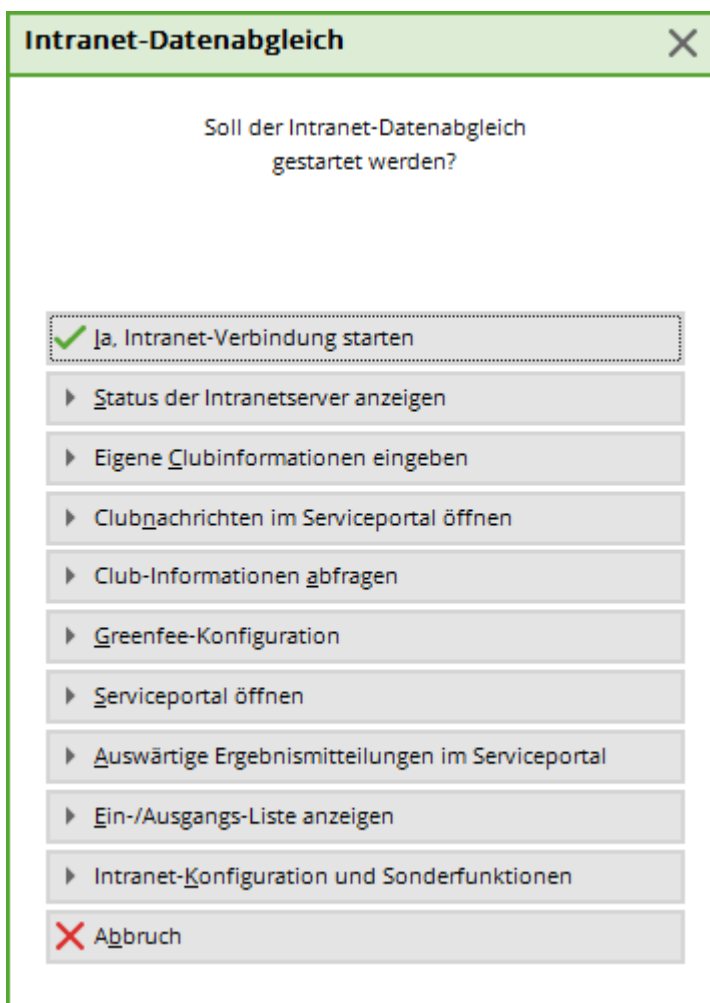 Intranet-Datenabgleich
Soll der Intranet-Datenabgleich
gestartet werden?
Ja, Intranet-Verbindung starten
Status der Intranetserver anzeigen
Eigene Clubinformationen eingeben
Clubnachrichten im Serviceportal öffnen
Club-Informationen abfragen
Greenfee-Konfiguration
Serviceportal öffnen
Auswärtige Ergebnismitteilungen im Serviceportal
Ein-/Ausgangs-Liste anzeigen
Intranet-Konfiguration und Sonderfunktionen
Abbruch